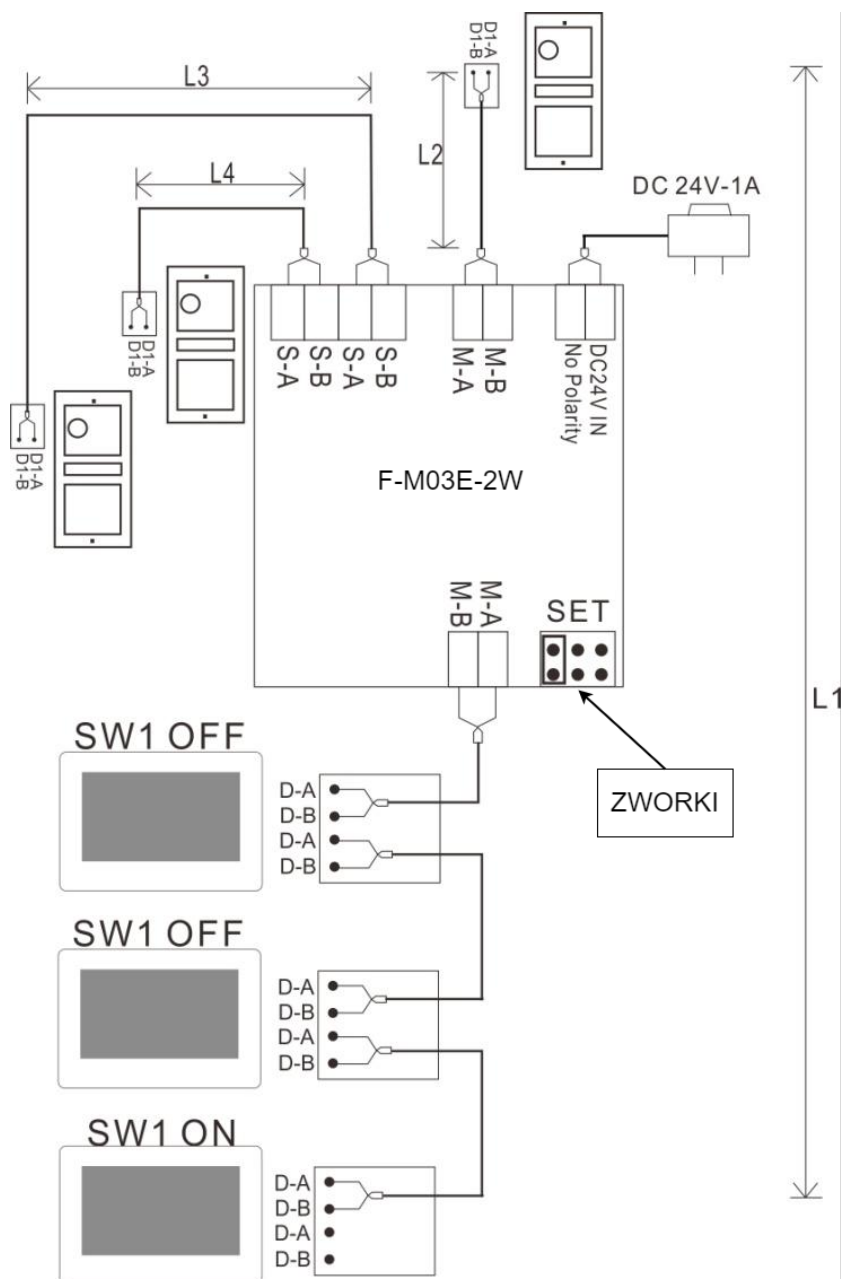 D1-A
D1-B
L3
L2
L4
DC 24V-1A
D1-A
D1-B
S-A
S-B
S-A
S-B
M-A
M-B
DC24V IN
No Polarity
D1-A
D1-B
F-M03E-2W
M-B
M-A
SET
L1
SW1 OFF
ZWORKI
D-A
D-B
D-A
D-B
SW1 OFF
D-A
D-B
D-A
D-B
SW1 ON
D-A
D-B
D-A
D-B